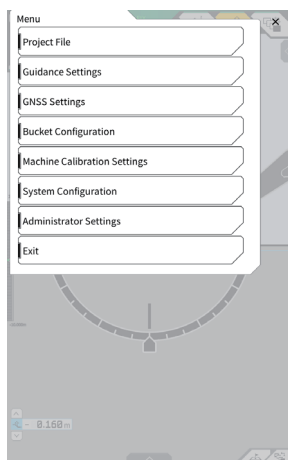 Menu
Project File
Guidance Settings
GNSS Settings
Bucket Configuration
Machine Calibration Settings
System Configuration
Administrator Settings
Exit
- 0.160 m